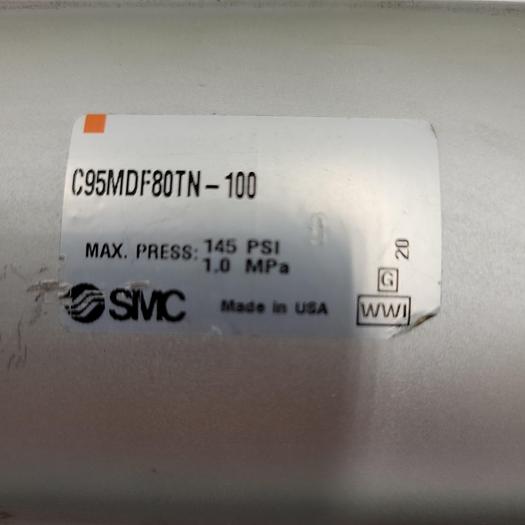 C95MDF80TN-100
MAX. PRESS: 145 PSI
1.0 MPa
SMC
Made in USA
20
G
WWI